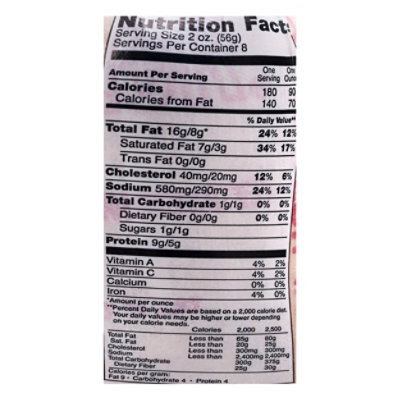 Nutrition Facts
Serving Size 2 oz. (56g)
Servings Per Container 8
Amount Per Serving One Serving One Ounce
Calories 180 90
Calories from Fat 140 70
% Daily Value**
Total Fat 16g/8g* 24% 12%
Saturated Fat 7g/3g 34% 17%
Trans Fat 0g/0g
Cholesterol 40mg/20mg 12% 6%
Sodium 580mg/290mg 24% 12%
Total Carbohydrate 1g/1g 0% 0%
Dietary Fiber 0g/0g 0% 0%
Sugars 1g/1g
Protein 9g/5g
Vitamin A 4% 2%
Vitamin C 4% 2%
Calcium 0% 0%
Iron 4% 0%
*Amount per ounce
**Percent Daily Values are based on a 2,000 calorie diet.
Your daily values may be higher or lower depending
on your calorie needs.
Calories 2,000 2,500
Total Fat Less than 65g 80g
Sat. Fat Less than 20g 25g
Cholesterol Less than 300mg 300mg
Sodium Less than 2,400mg 2,400mg
Total Carbohydrate 300g 375g
Dietary Fiber 25g 30g
Calories per gram:
Fat 9 • Carbohydrate 4 • Protein 4